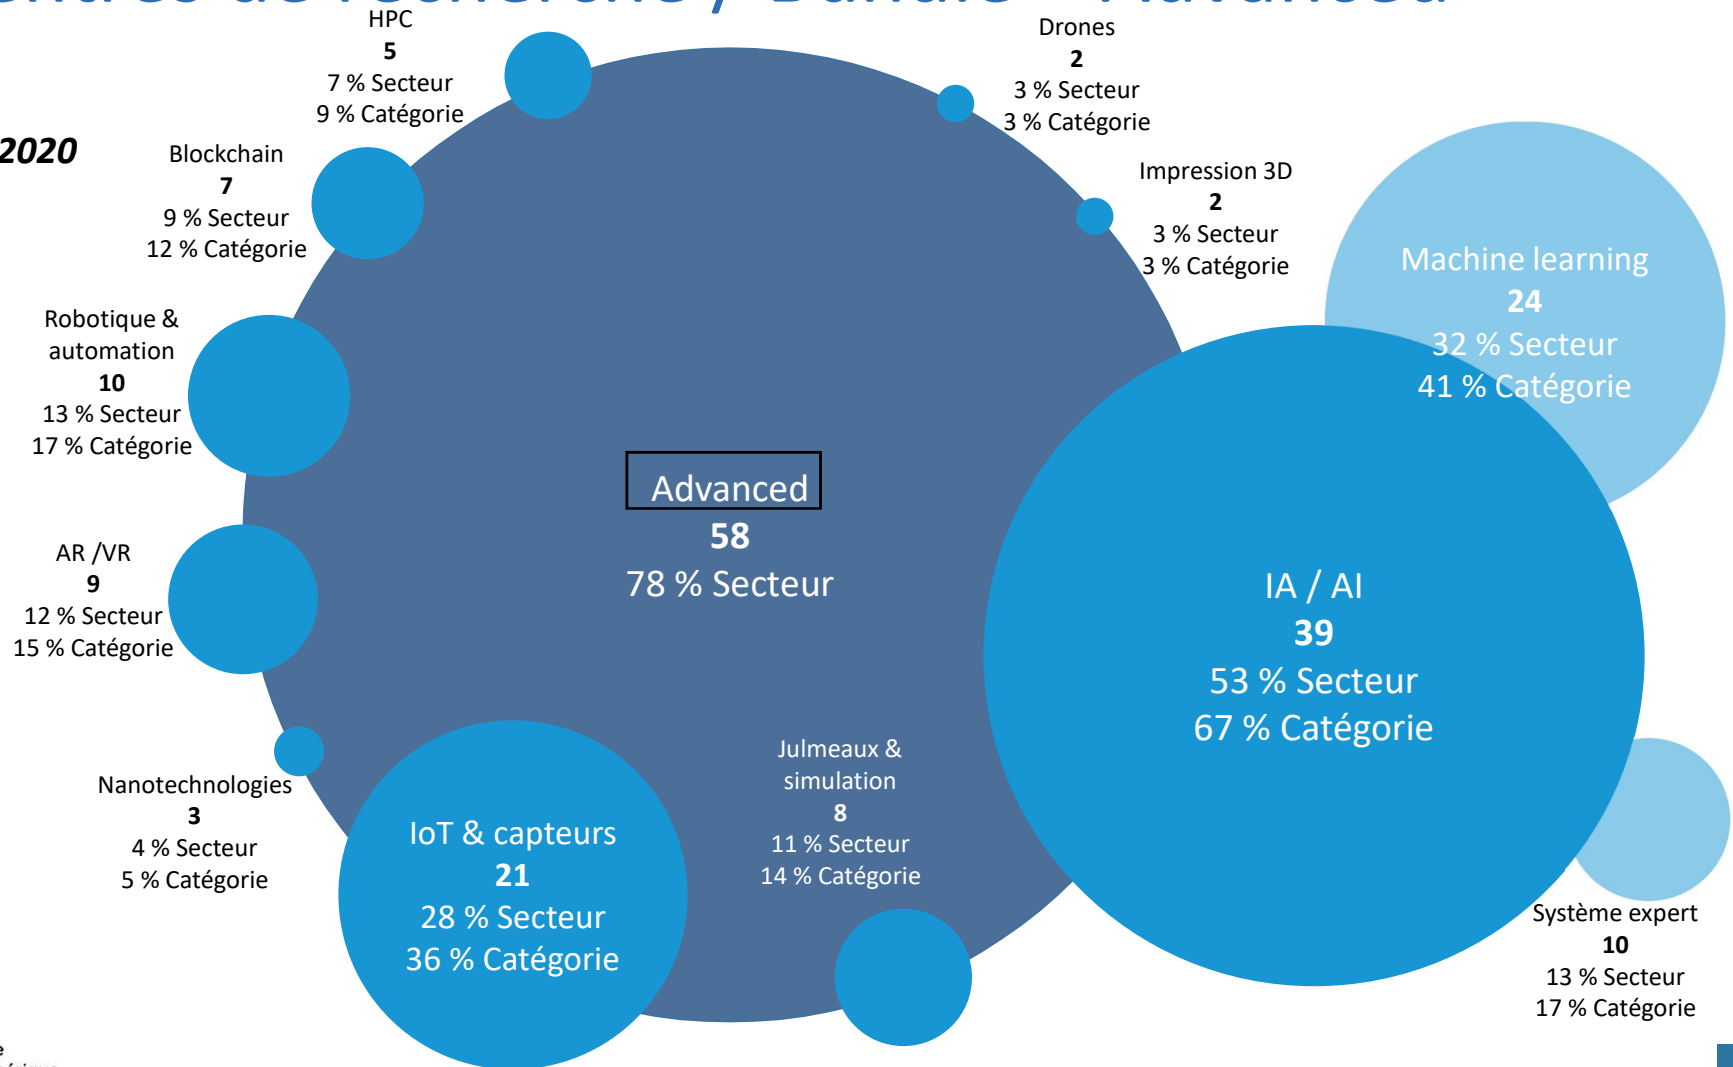 de recherche / Bundle - Advanced
2020
HPC
5
7 % Secteur
9 % Catégorie
Drones
2
3 % Secteur
3 % Catégorie
Blockchain
7
9 % Secteur
12 % Catégorie
Impression 3D
2
3 % Secteur
3 % Catégorie
Machine learning
24
32 % Secteur
41 % Catégorie
Robotique &
automation
10
13 % Secteur
17 % Catégorie
Advanced
58
78 % Secteur
AR /VR
9
12 % Secteur
15 % Catégorie
IA / AI
39
53 % Secteur
67 % Catégorie
Nanotechnologies
3
4 % Secteur
5 % Catégorie
IoT & capteurs
21
28 % Secteur
36 % Catégorie
Julmeaux &
simulation
8
11 % Secteur
14 % Catégorie
Système expert
10
13 % Secteur
17 % Catégorie